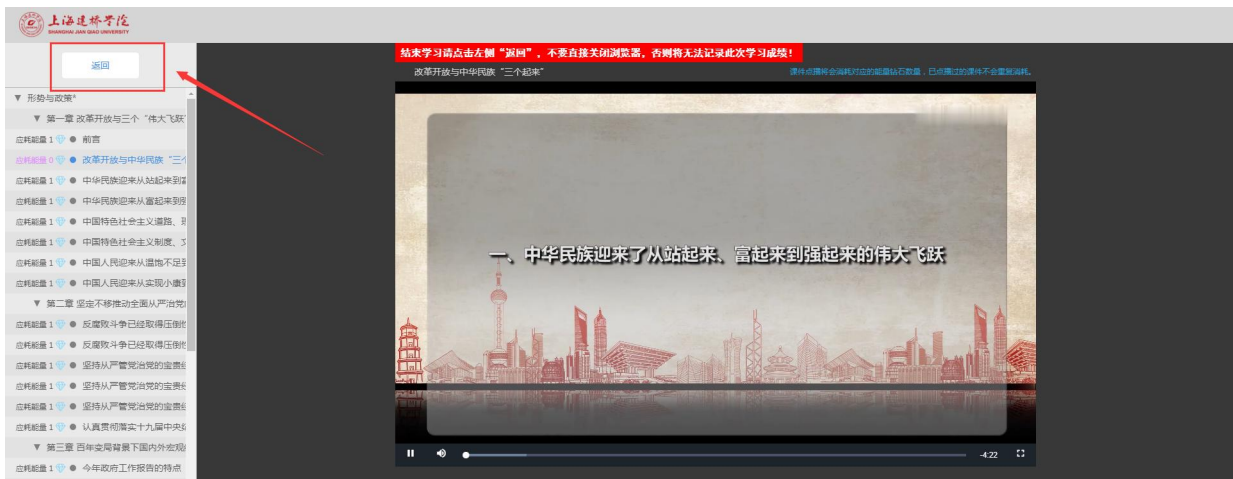 上海建桥学院
SHANGHAI JIAN QIAO UNIVERSITY
返回
▼ 形势与政策*
▼ 第一章 改革开放与三个“伟大飞跃”
应耗能量 1 ● 前言
应耗能量 0 ● 改革开放与中华民族“三个
应耗能量 1 ● 中华民族迎来从站起来到富
应耗能量 1 ● 中华民族迎来从富起来到强
应耗能量 1 ● 中国特色社会主义道路、理
应耗能量 1 ● 中国特色社会主义制度、文
应耗能量 1 ● 中国人民迎来从温饱不足到
应耗能量 1 ● 中国人民迎来从实现小康到
▼ 第二章 坚定不移推动全面从严治党
应耗能量 1 ● 反腐败斗争已经取得压倒性
应耗能量 1 ● 反腐败斗争已经取得压倒性
应耗能量 1 ● 坚持从严管党治党的宝贵经
应耗能量 1 ● 坚持从严管党治党的宝贵经
应耗能量 1 ● 坚持从严管党治党的宝贵经
应耗能量 1 ● 认真贯彻落实十九届中央纪
▼ 第三章 百年变局背景下国内外宏观
应耗能量 1 ● 今年政府工作报告的特点
结束学习请点击左侧“返回”，不要直接关闭浏览器，否则将无法记录此次学习成绩！
改革开放与中华民族“三个起来”
课件点播将会消耗对应的能量钻石数量，已点播过的课件不会重复消耗。
一、中华民族迎来了从站起来、富起来到强起来的伟大飞跃
-4:22